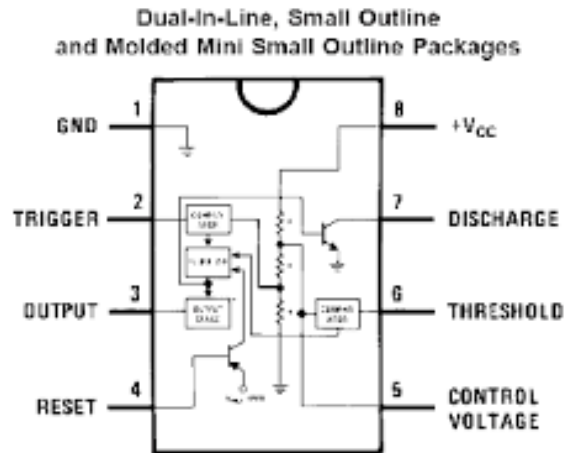 Dual-In-Line, Small Outline
and Molded Mini Small Outline Packages
1
GND
8
+VCC
2
TRIGGER
7
DISCHARGE
3
OUTPUT
6
THRESHOLD
4
RESET
5
CONTROL
VOLTAGE